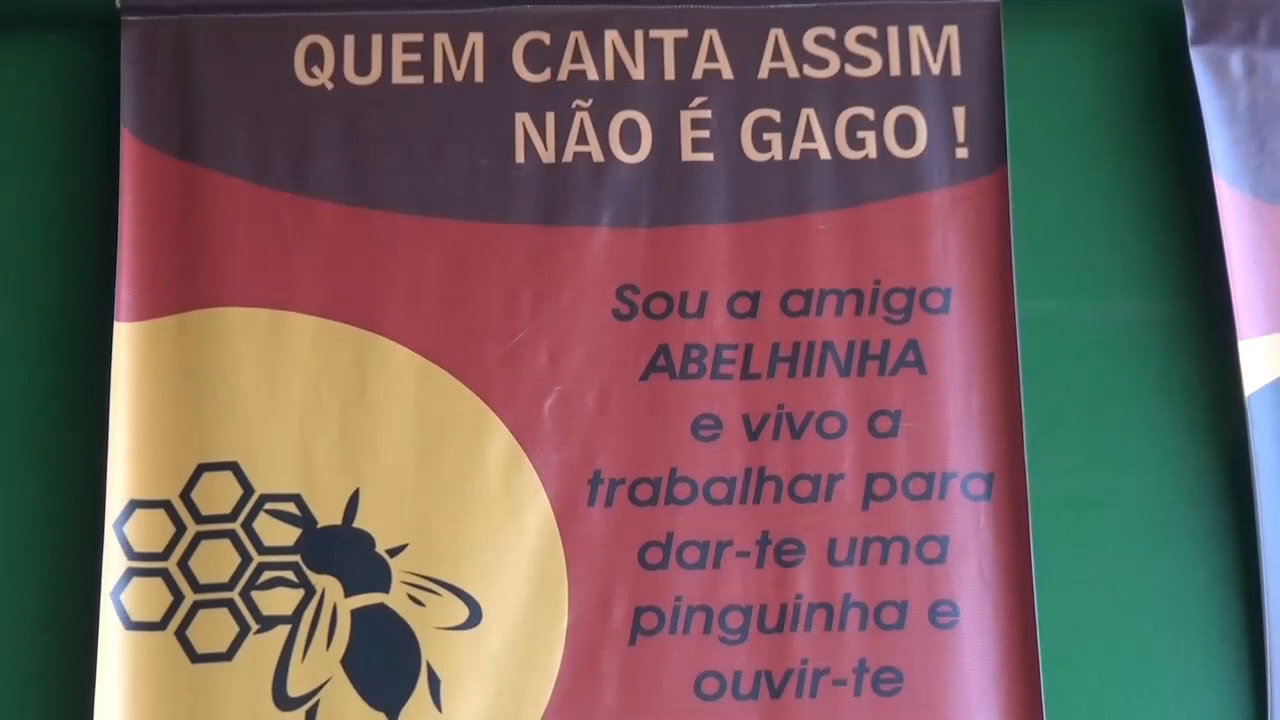 QUEM CANTA ASSIM
NÃO É GAGO !
Sou a amiga
ABELHINHA
e vivo a
trabalhar para
dar-te uma
pinguinha e
ouvir-te